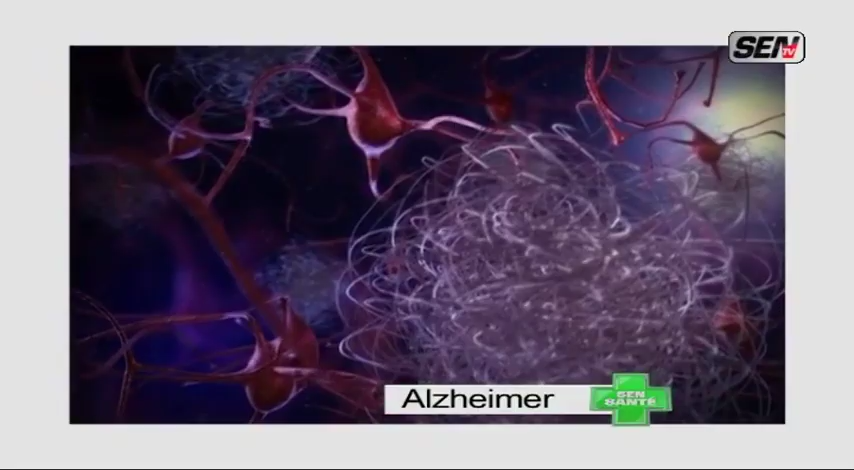 SEN
TV
Alzheimer
SEN
SANTÉ